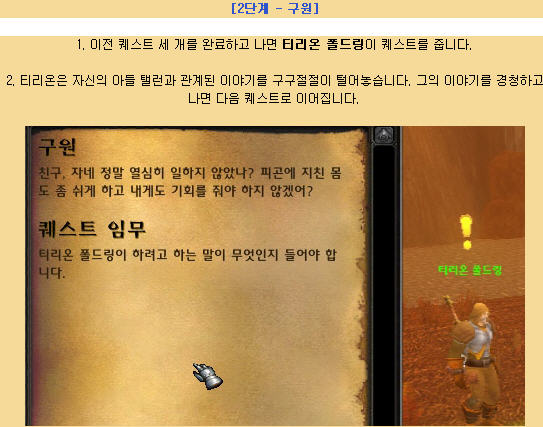 [2단계 - 구원]
1. 이전 퀘스트 세 개를 완료하고 나면 티리온 폴드링이 퀘스트를 줍니다.
2. 티리온은 자신의 아들 탤런과 관계된 이야기를 구구절절이 털어놓습니다. 그의 이야기를 경청하고
나면 다음 퀘스트로 이어집니다.
구원
친구, 자네 정말 열심히 일하지 않았나? 피곤에 지친 몸
도 좀 쉬게 하고 내게도 기회를 줘야 하지 않겠어?
퀘스트 임무
티리온 폴드링이 하려고 하는 말이 무엇인지 들어야 합
니다.
티리온 폴드링